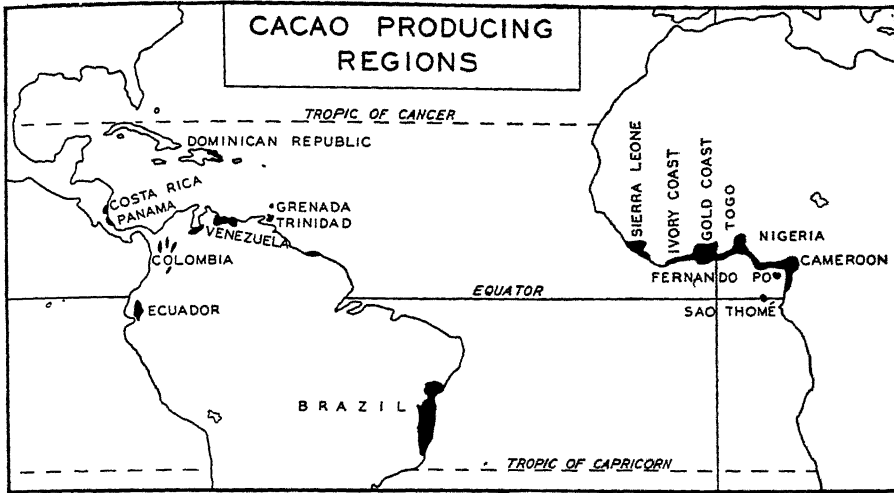 CACAO PRODUCING
REGIONS
TROPIC OF CANCER
DOMINICAN REPUBLIC
COSTA RICA
PANAMA
GRENADA
TRINIDAD
VENEZUELA
COLOMBIA
ECUADOR
BRAZIL
SIERRA LEONE
IVORY COAST
GOLD COAST
TOGO
NIGERIA
CAMEROON
FERNANDO PO
EQUATOR
SAO THOMÉ
TROPIC OF CAPRICORN